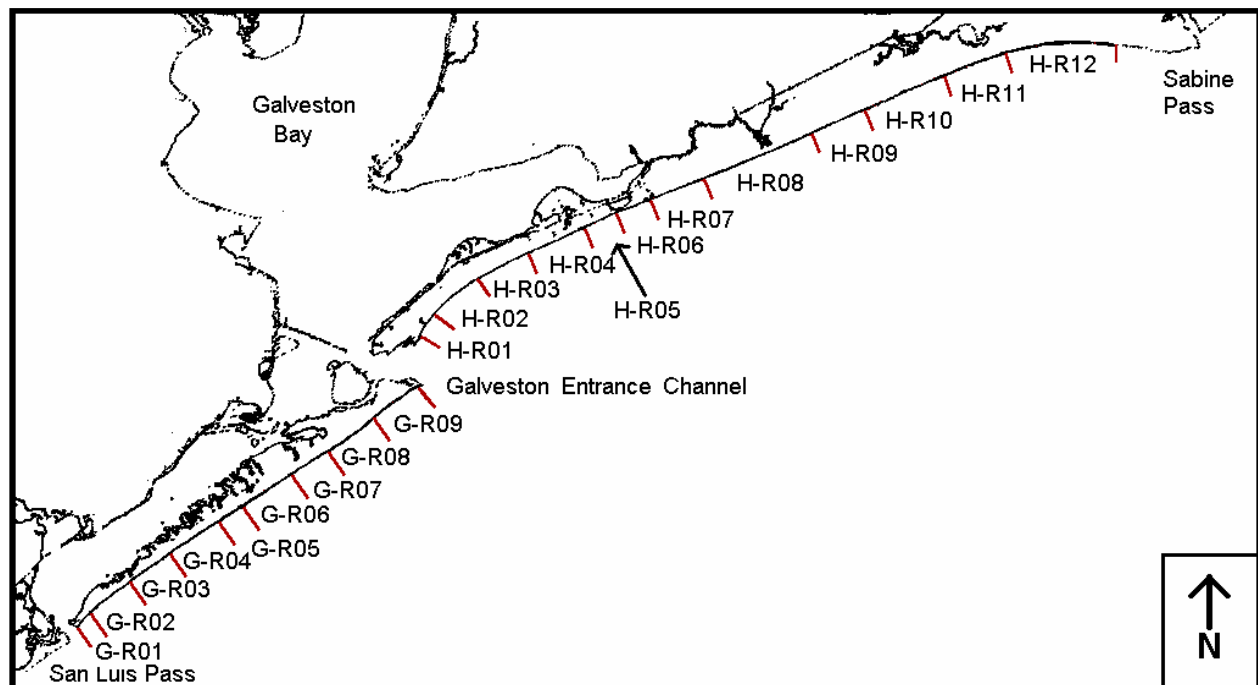 Galveston
Bay
Sabine
Pass
H-R12
H-R11
H-R10
H-R09
H-R08
H-R07
H-R06
H-R05
H-R04
H-R03
H-R02
H-R01
Galveston Entrance Channel
G-R09
G-R08
G-R07
G-R06
G-R05
G-R04
G-R03
G-R02
G-R01
San Luis Pass
N